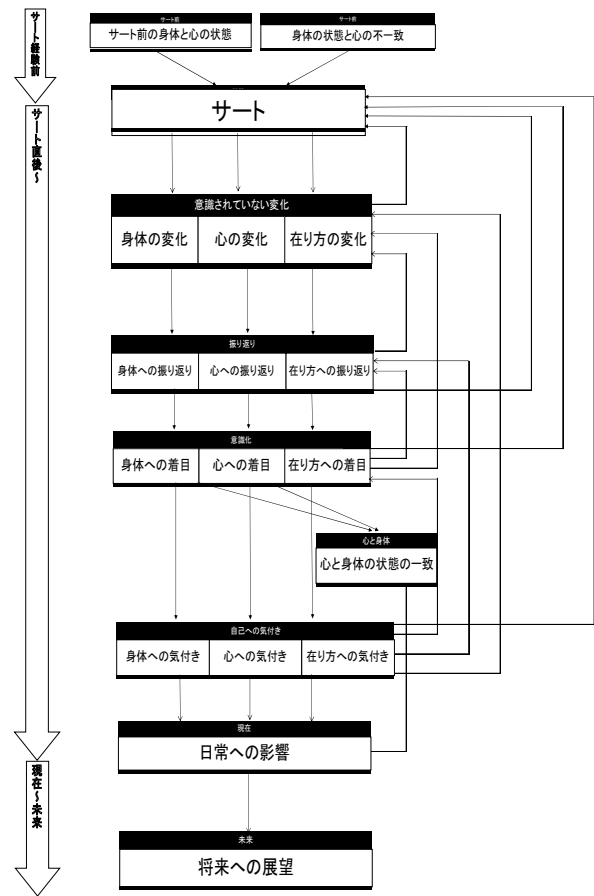 サート経験前
サート前
サート前の身体と心の状態
サート前
身体の状態と心の不一致
サート直後~
サート
意識されていない変化
身体の変化
心の変化
在り方の変化
振り返り
身体への振り返り
心への振り返り
在り方への振り返り
意識化
身体への着目
心への着目
在り方への着目
心と身体
心と身体の状態の一致
自己への気付き
身体への気付き
心への気付き
在り方への気付き
現在
日常への影響
現在~未来
未来
将来への展望